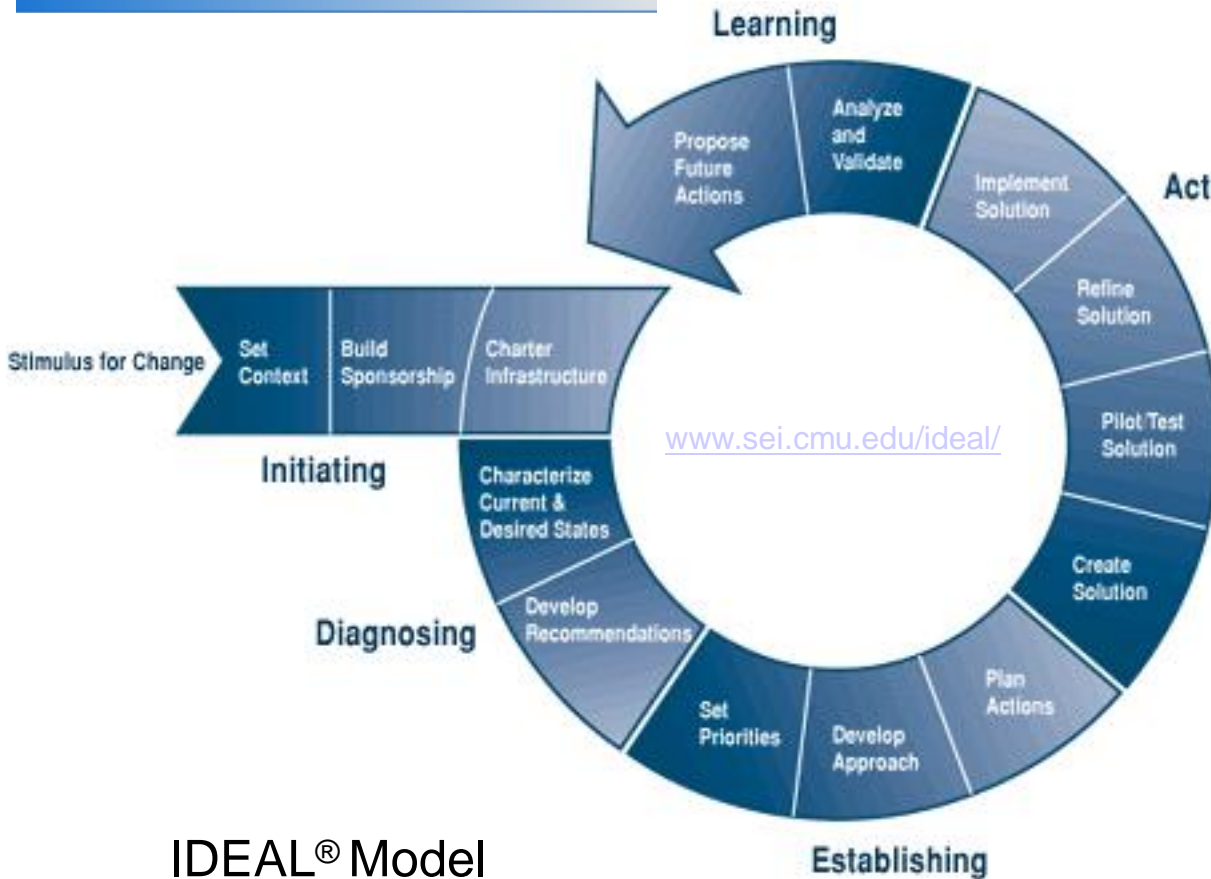 Learning
Propose
Future
Actions
Analyze
and
Validate
Implement
Solution
Act
Refine
Solution
Pilot/Test
Solution
Create
Solution
Stimulus for Change
Set
Context
Build
Sponsorship
Charter
Infrastructure
www.sei.cmu.edu/ideal/
Initiating
Characterize
Current &
Desired States
Diagnosing
Develop
Recommendations
Set
Priorities
Develop
Approach
Plan
Actions
Establishing
IDEAL® Model